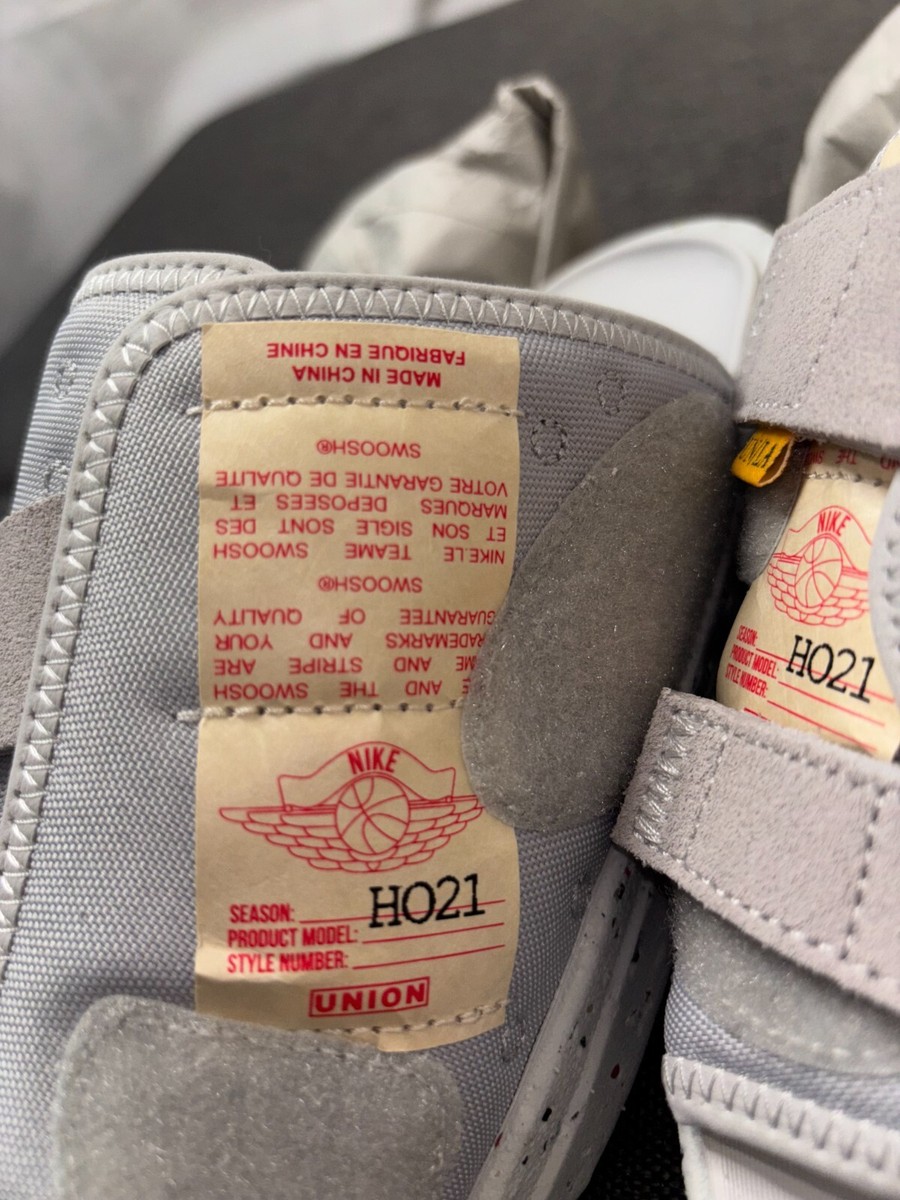 MADE IN CHINA
FABRIQUE EN CHINE
AND THE SWOOSH
AND STRIPE ARE
TRADEMARKS AND YOUR
GUARANTEE OF QUALITY
SWOOSH®
NIKE.LE TEAME SWOOSH
ET SON SIGLE SONT DES
MARQUES DEPOSEES ET
VOTRE GARANTIE DE QUALITE
SWOOSH®
NIKE
SEASON: HO21
PRODUCT MODEL:
STYLE NUMBER:
UNION
THE
NIKE
SEASON: HO21
PRODUCT MODEL:
STYLE NUMBER: